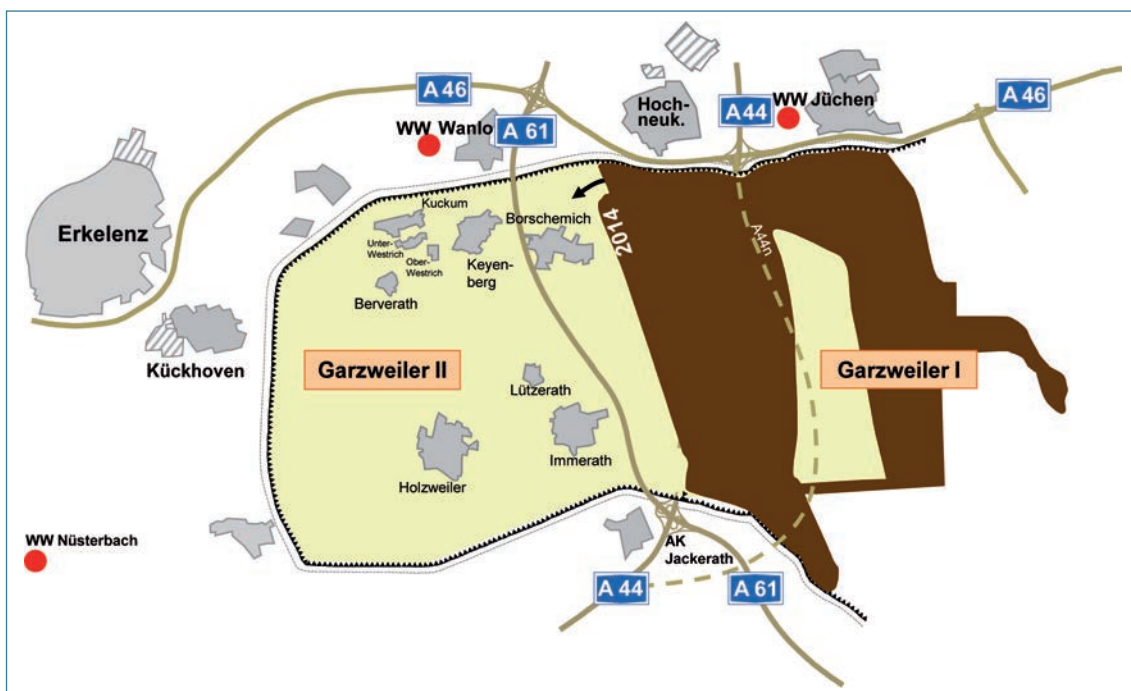 A 46
Hoch-
neuk.
A 44
WW Jüchen
A 46
WW Wanlo
A 61
Erkelenz
Kuckum
Borschemich
2014
A44n
Unter-
Westrich
Ober-
Westrich
Keyen-
berg
Berverath
Kückhoven
Garzweiler II
Garzweiler I
Lützerath
Immerath
Holzweiler
WW Nüsterbach
AK
Jackerath
A 44
A 61